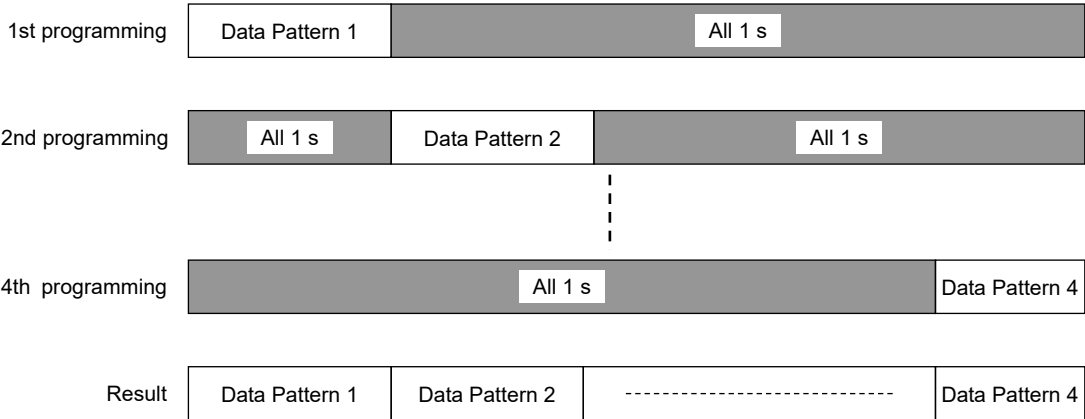 1st programming Data Pattern 1 All 1 s
2nd programming All 1 s Data Pattern 2 All 1 s
4th programming All 1 s Data Pattern 4
Result Data Pattern 1 Data Pattern 2 Data Pattern 4